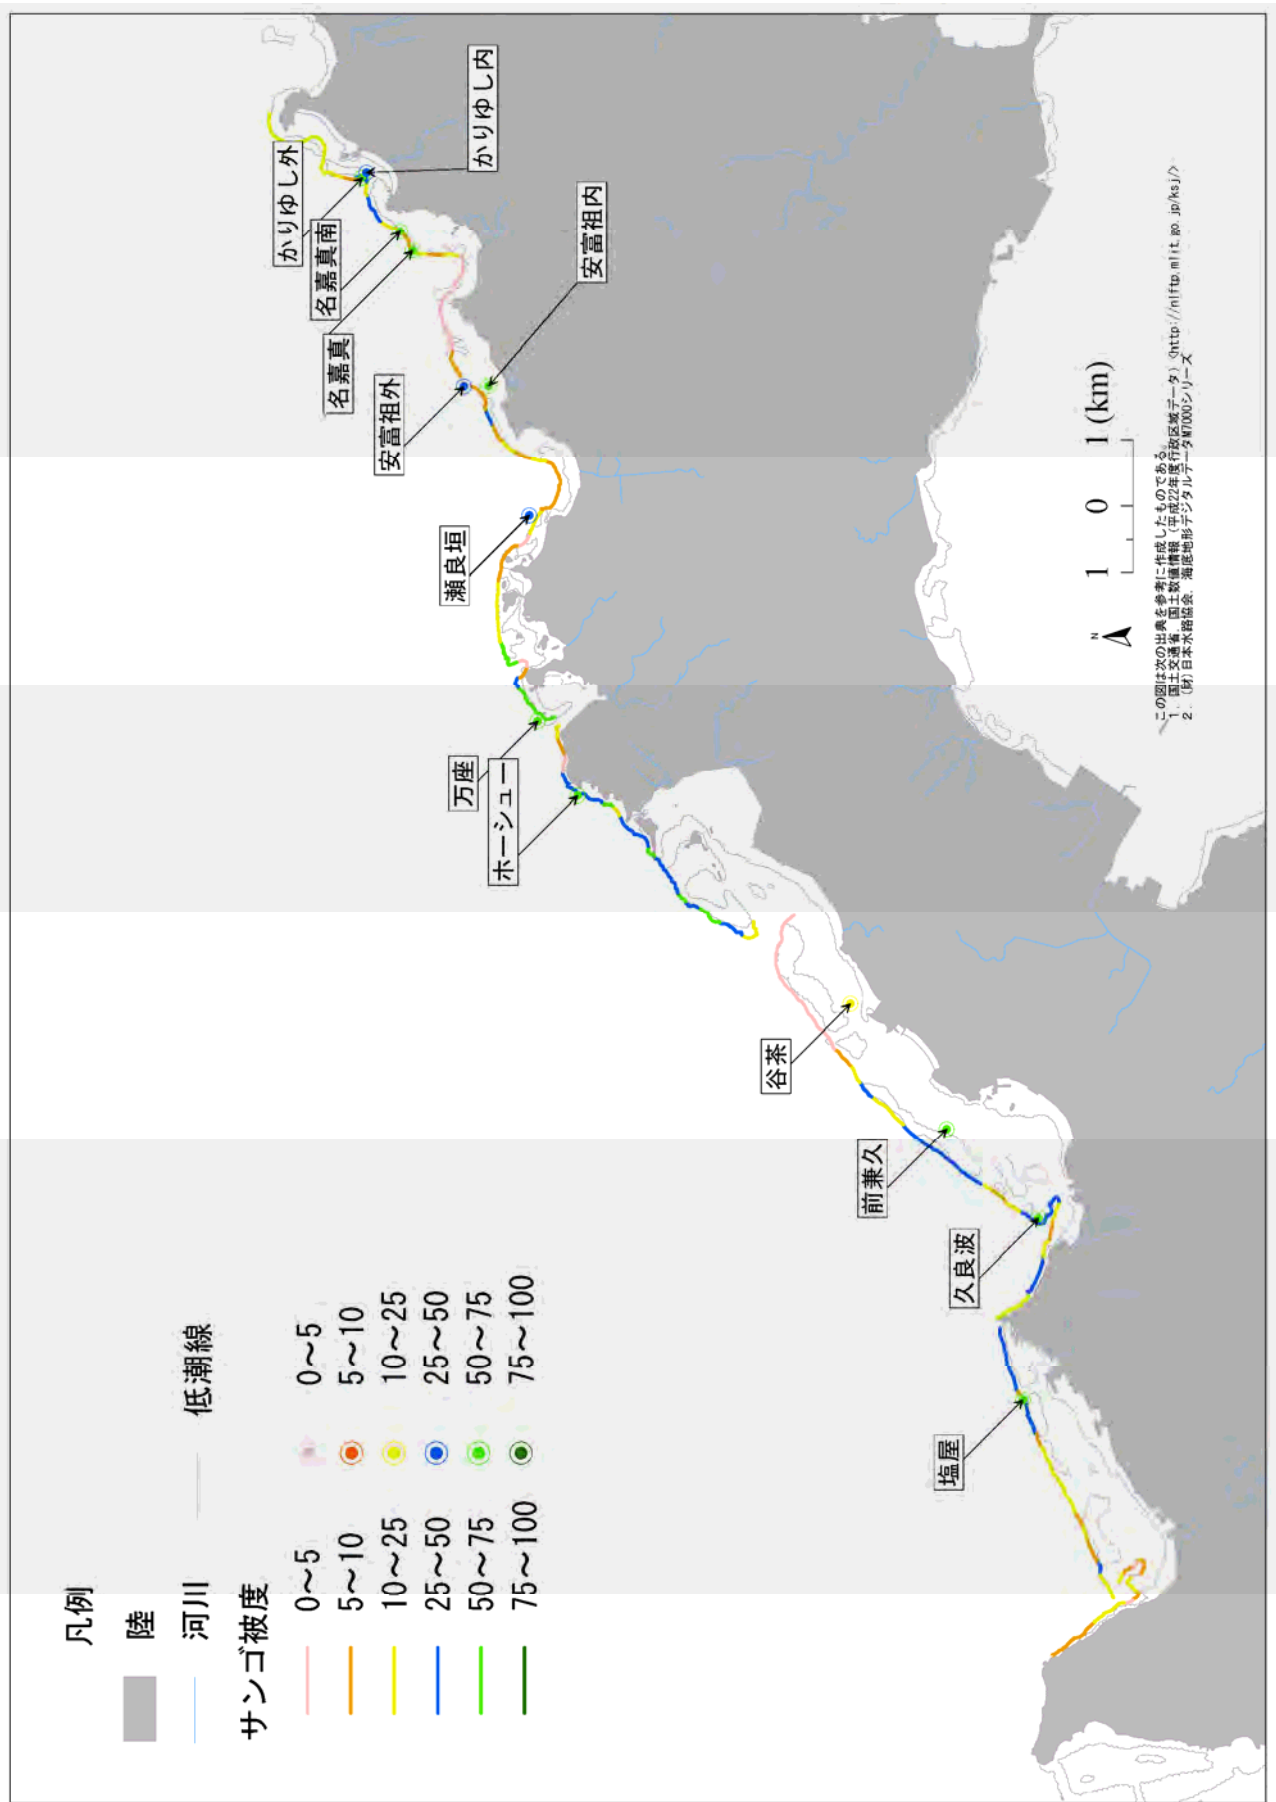 凡例
陸
河川
低潮線
サンゴ被度
0～5
5～10
10～25
25～50
50～75
75～100
0～5
5～10
10～25
25～50
50～75
75～100
かりゆし外
かりゆし内
名嘉真南
名嘉真
安富祖外
安富祖内
瀬良垣
万座
ホーシュー
谷茶
前兼久
久良波
塩屋
N
1 0 1 (km)
この図は次の出典を参考に作成したものである。
1. 国土交通省. 国土数値情報 (平成22年度行政区域データ) <http://nlftp.mlit.go.jp/ksj/>
2. (財) 日本水路協会. 海底地形デジタルデータM7000シリーズ